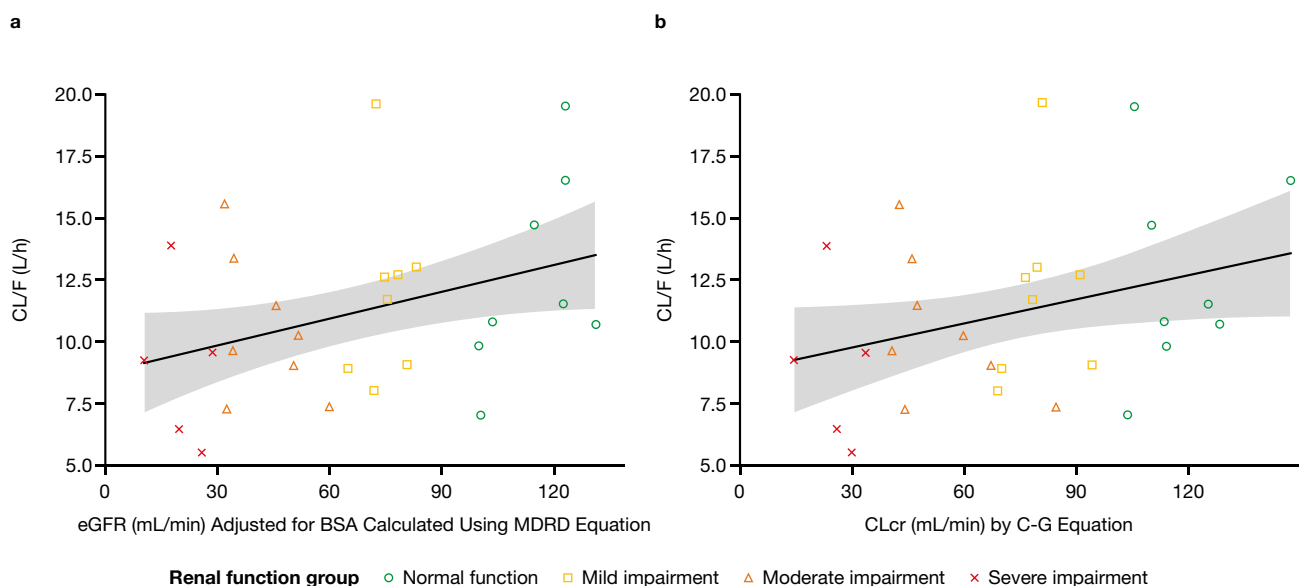 a
CL/F (L/h)
20.0
17.5
15.0
12.5
10.0
7.5
5.0
0 30 60 90 120
eGFR (mL/min) Adjusted for BSA Calculated Using MDRD Equation
b
CL/F (L/h)
20.0
17.5
15.0
12.5
10.0
7.5
5.0
0 30 60 90 120
CLcr (mL/min) by C-G Equation
Renal function group Normal function Mild impairment Moderate impairment Severe impairment